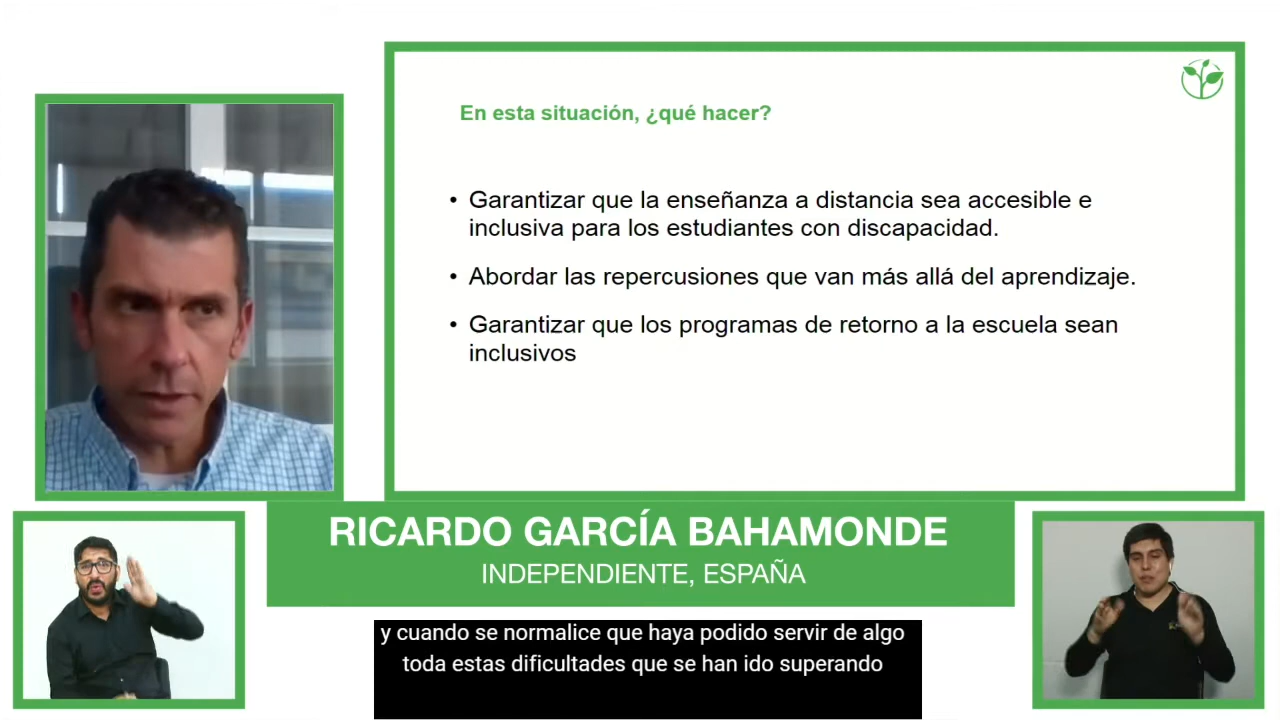 En esta situación, ¿qué hacer?
• Garantizar que la enseñanza a distancia sea accesible e
inclusiva para los estudiantes con discapacidad.
• Abordar las repercusiones que van más allá del aprendizaje.
• Garantizar que los programas de retorno a la escuela sean
inclusivos
RICARDO GARCÍA BAHAMONDE
INDEPENDIENTE, ESPAÑA
y cuando se normalice que haya podido servir de algo
toda estas dificultades que se han ido superando